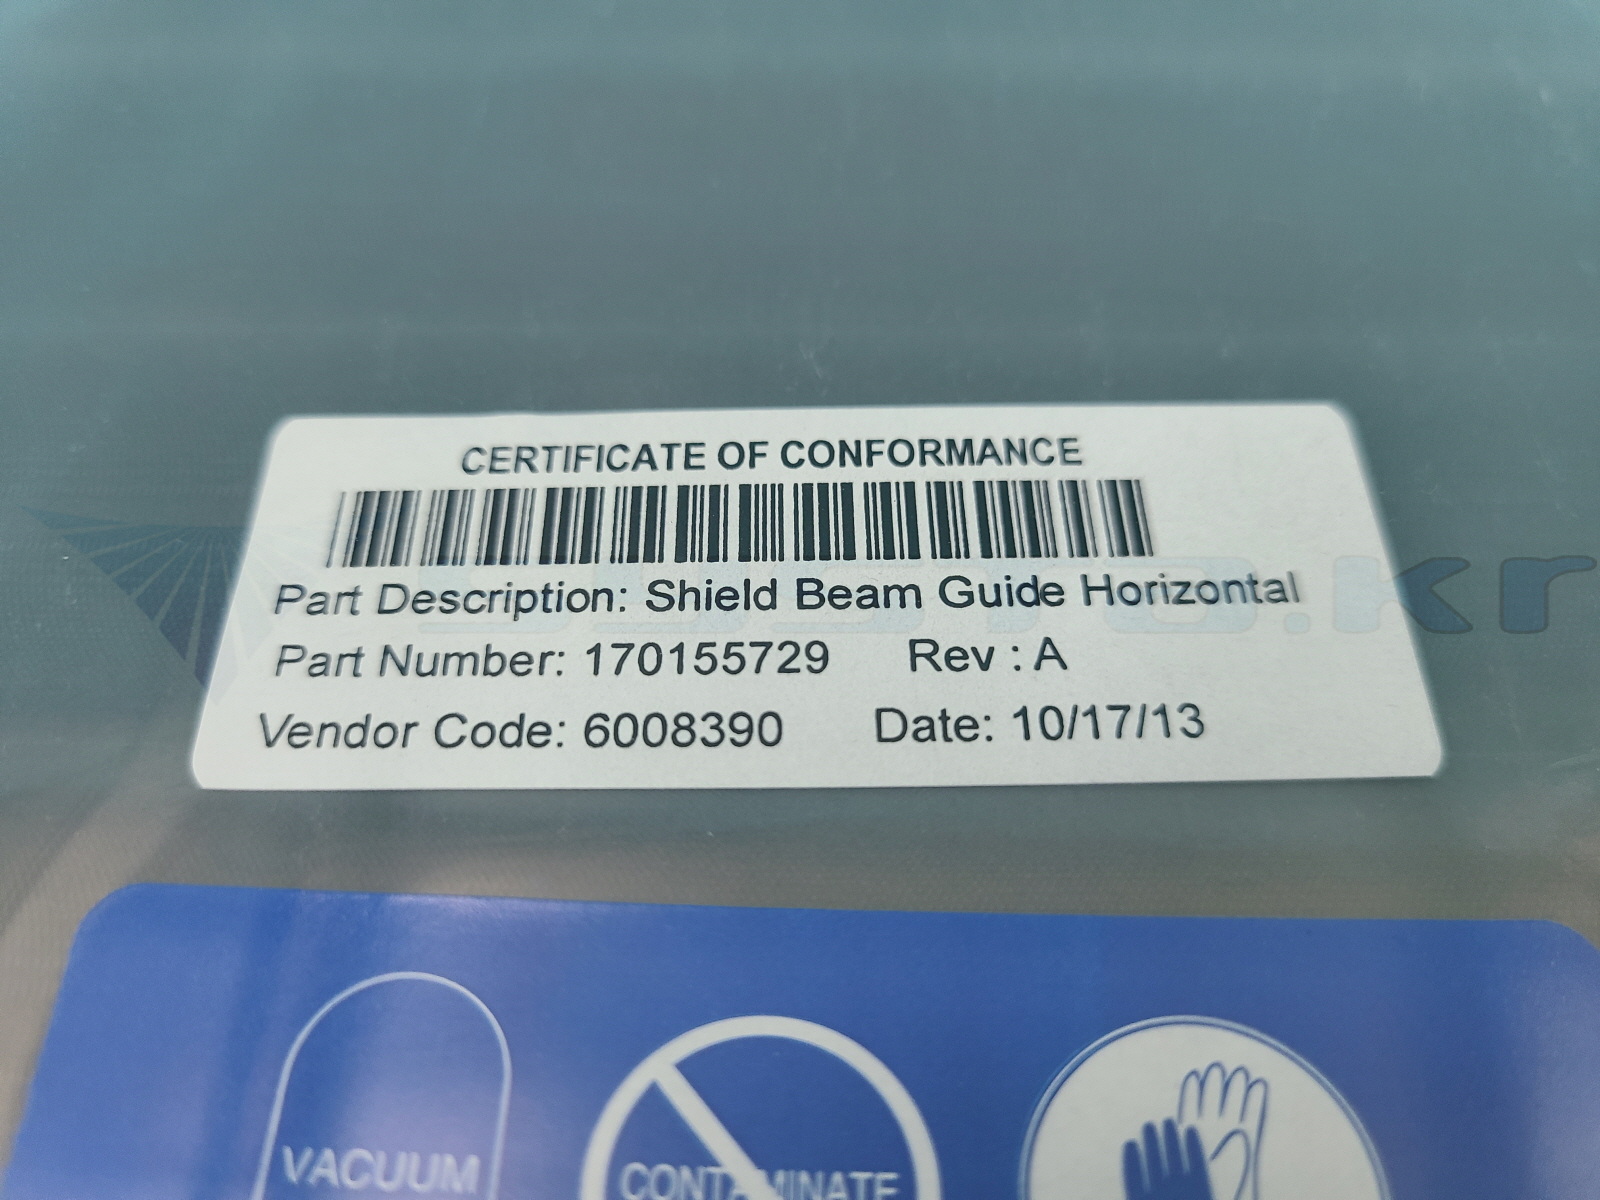 CERTIFICATE OF CONFORMANCE
Part Description: Shield Beam Guide Horizontal
Part Number: 170155729 Rev : A
Vendor Code: 6008390 Date: 10/17/13
VACUUM
CONTAMINATE